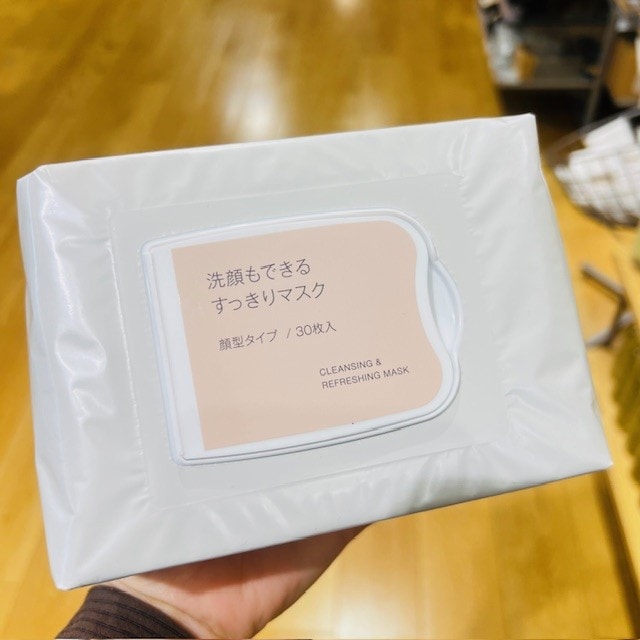 洗顔もできる
すっきりマスク
顔型タイプ / 30枚入
CLEANSING &
REFRESHING MASK